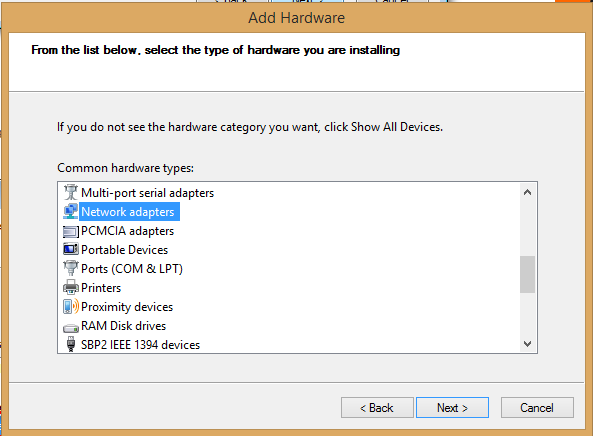 Add Hardware
From the list below, select the type of hardware you are installing
If you do not see the hardware category you want, click Show All Devices.
Common hardware types:
Multi-port serial adapters
Network adapters
PCMCIA adapters
Portable Devices
Ports (COM & LPT)
Printers
Proximity devices
RAM Disk drives
SBP2 IEEE 1394 devices
< Back
Next >
Cancel